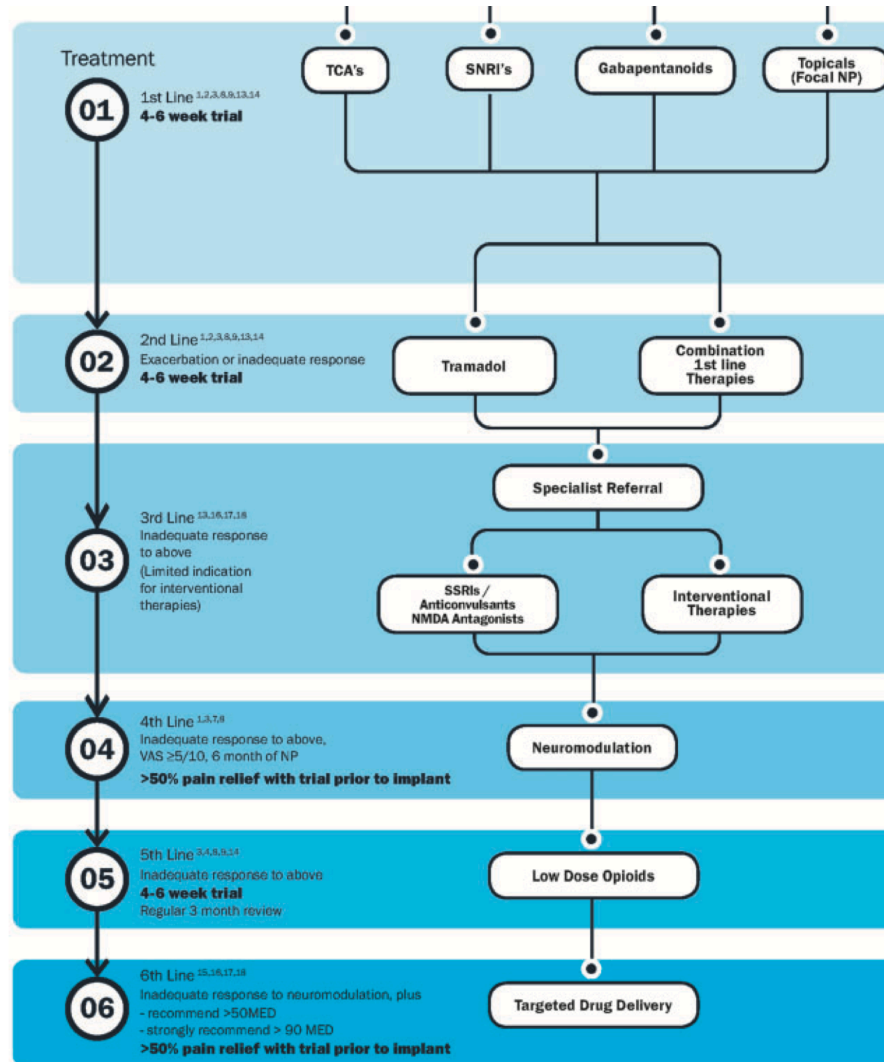 Treatment
01
1st Line 1,2,3,6,9,13,14
4-6 week trial
TCA's
SNRI's
Gabapentanoids
Topicals
(Focal NP)
02
2nd Line 1,2,3,6,9,13,14
Exacerbation or inadequate response
4-6 week trial
Tramadol
Combination
1st line
Therapies
03
3rd Line 13,16,17,18
Inadequate response
to above
(Limited indication
for interventional
therapies)
Specialist Referral
SSRIs /
Anticonvulsants
NMDA Antagonists
Interventional
Therapies
04
4th Line 1,3,7,8
Inadequate response to above,
VAS ≥5/10, 6 month of NP
>50% pain relief with trial prior to implant
Neuromodulation
05
5th Line 3,4,8,9,14
Inadequate response to above
4-6 week trial
Regular 3 month review
Low Dose Opioids
06
6th Line 15,16,17,18
Inadequate response to neuromodulation, plus
- recommend >50MED
- strongly recommend > 90 MED
>50% pain relief with trial prior to implant
Targeted Drug Delivery